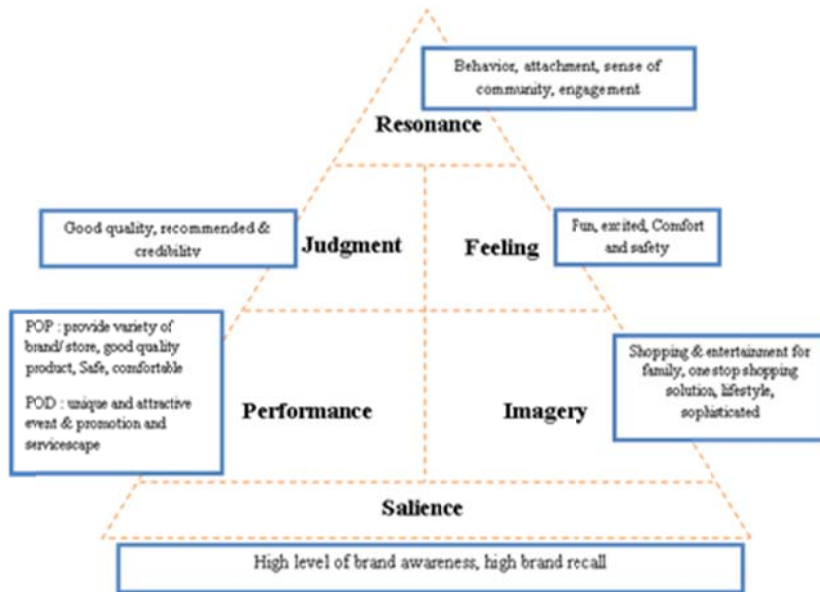 Behavior, attachment, sense of
community, engagement
Resonance
Good quality, recommended &
credibility
Judgment
Feeling
Fun, excited, Comfort
and safety
POP : provide variety of
brand/ store, good quality
product, Safe, comfortable
POD : unique and attractive
event & promotion and
servicescape
Performance
Imagery
Shopping & entertainment for
family, one stop shopping
solution, lifestyle,
sophisticated
Salience
High level of brand awareness, high brand recall